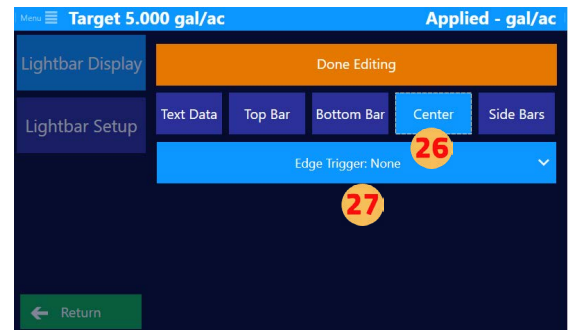 Menu Target 5.000 gal/ac Applied - gal/ac
Lightbar Display
Done Editing
Lightbar Setup
Text Data Top Bar Bottom Bar Center Side Bars
26
Edge Trigger: None
27
Return